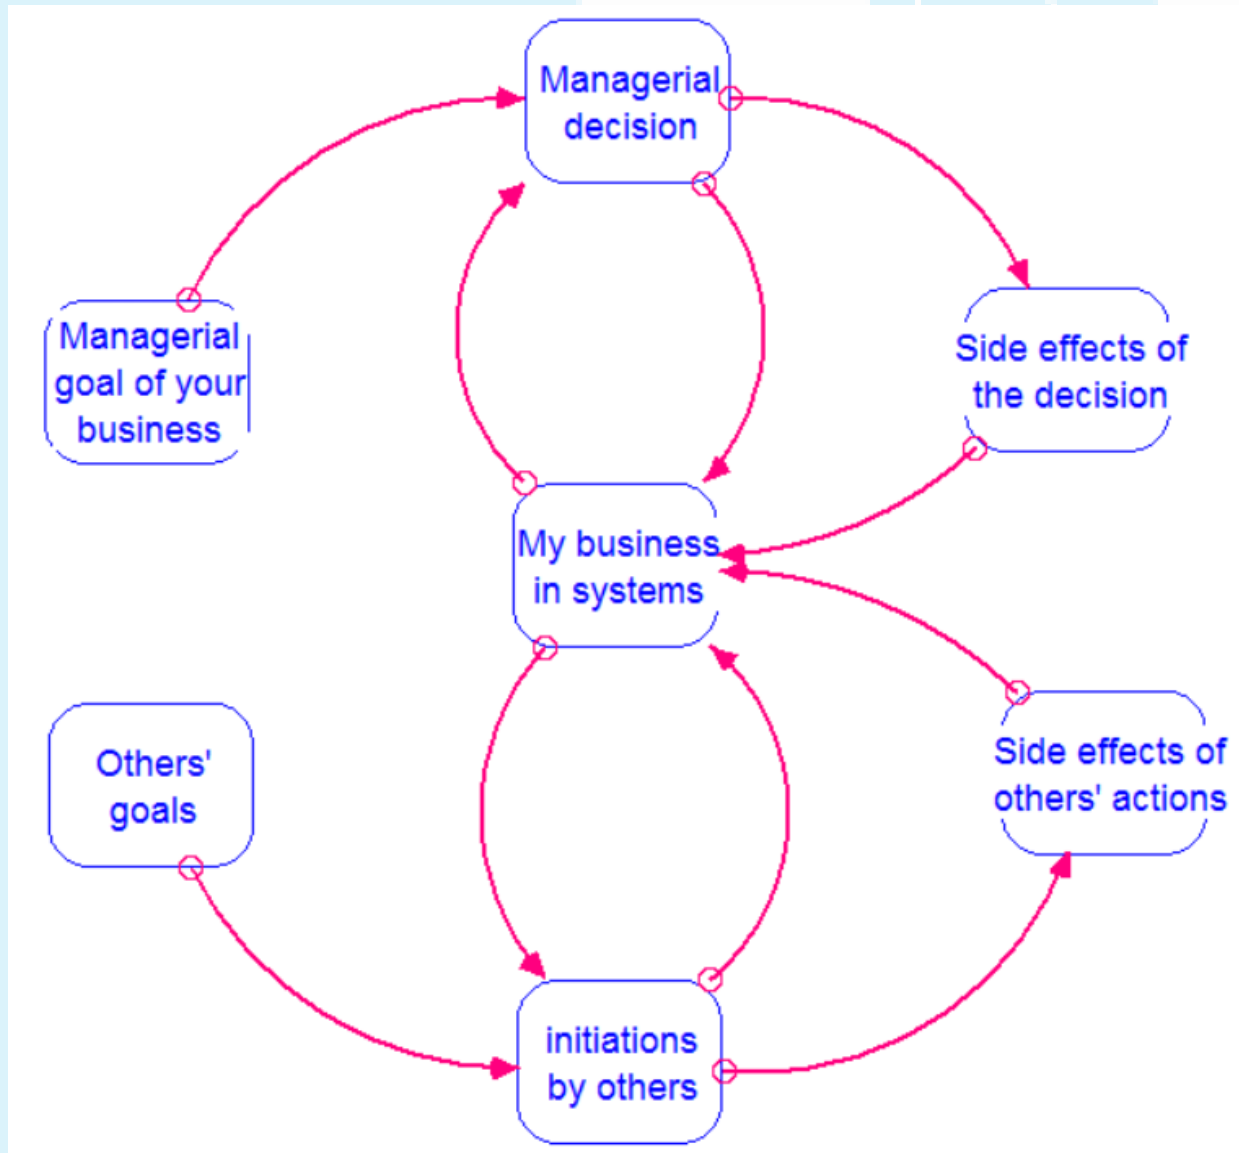 Managerial
decision
Managerial
goal of your
business
Side effects of
the decision
My business
in systems
Others'
goals
Side effects of
others' actions
initiations
by others